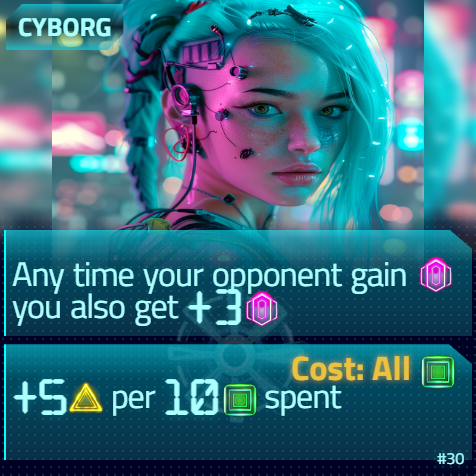 CYBORG
Any time your opponent gain
you also get +3
Cost: All
+5 per 10 spent
#30